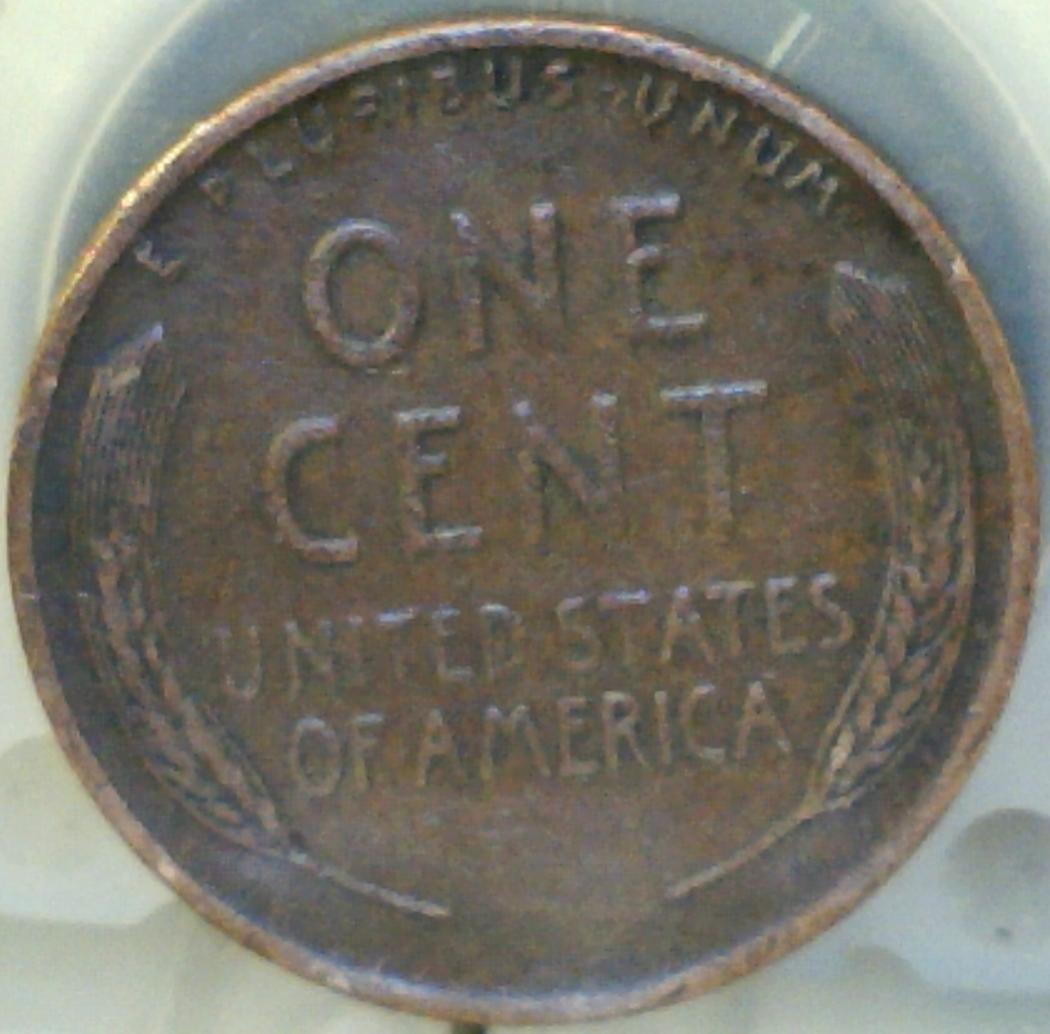 E PLURIBUS · UNUM
ONE
CENT
UNITED STATES
OF AMERICA